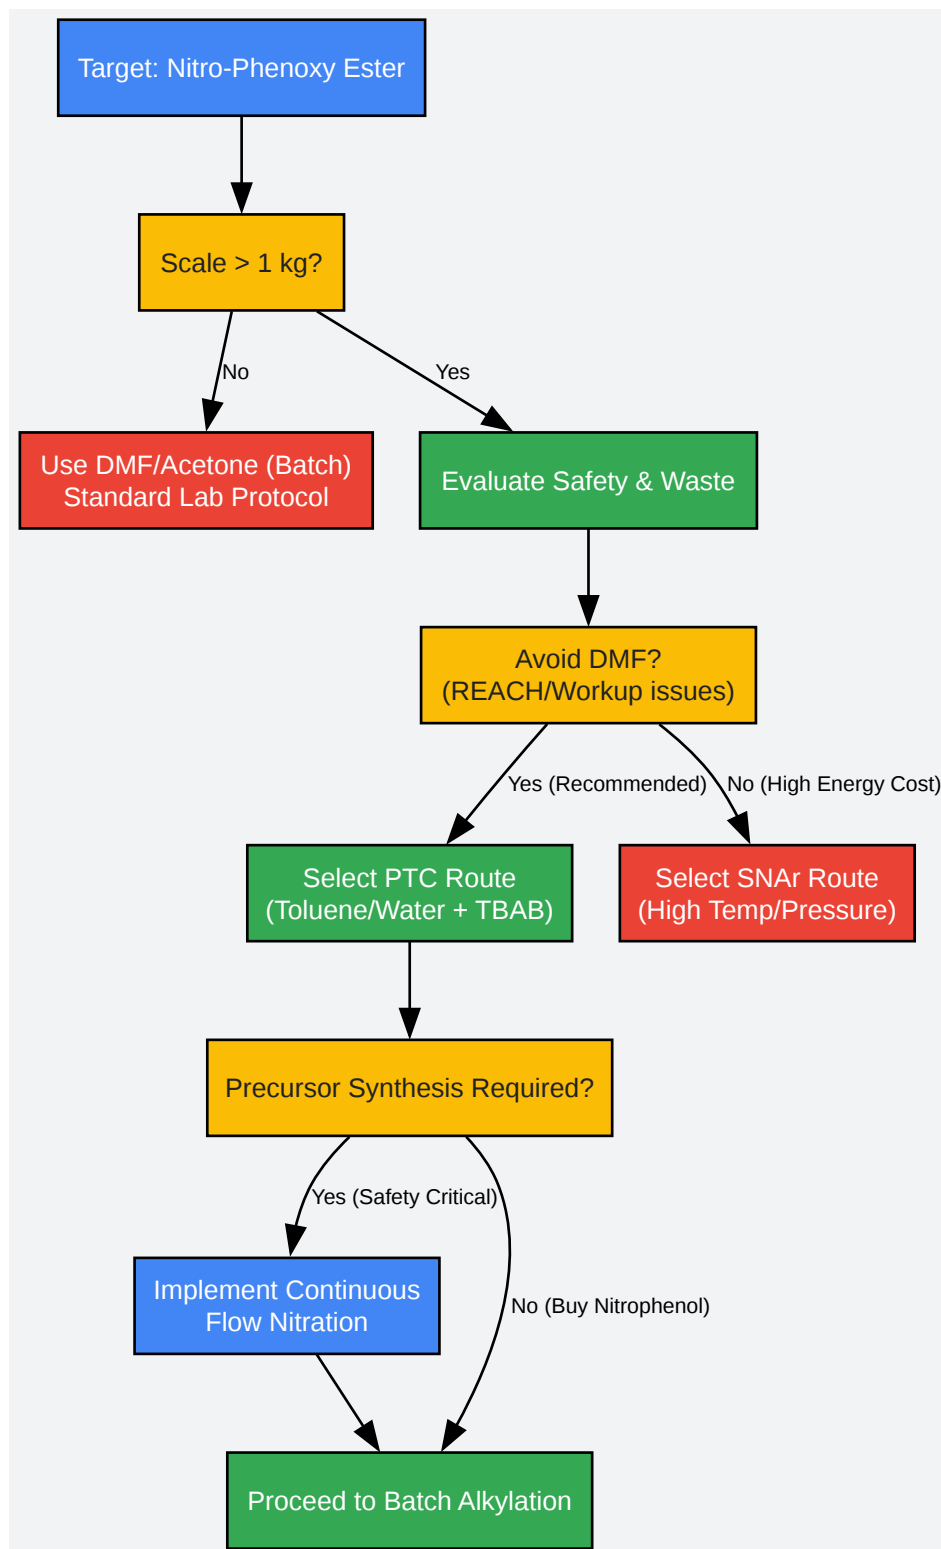 Target: Nitro-Phenoxy Ester
Scale > 1 kg?
No
Yes
Use DMF/Acetone (Batch)
Standard Lab Protocol
Evaluate Safety & Waste
Avoid DMF?
(REACH/Workup issues)
Yes (Recommended)
No (High Energy Cost)
Select PTC Route
(Toluene/Water + TBAB)
Select SNAr Route
(High Temp/Pressure)
Precursor Synthesis Required?
Yes (Safety Critical)
Implement Continuous
Flow Nitration
No (Buy Nitrophenol)
Proceed to Batch Alkylation